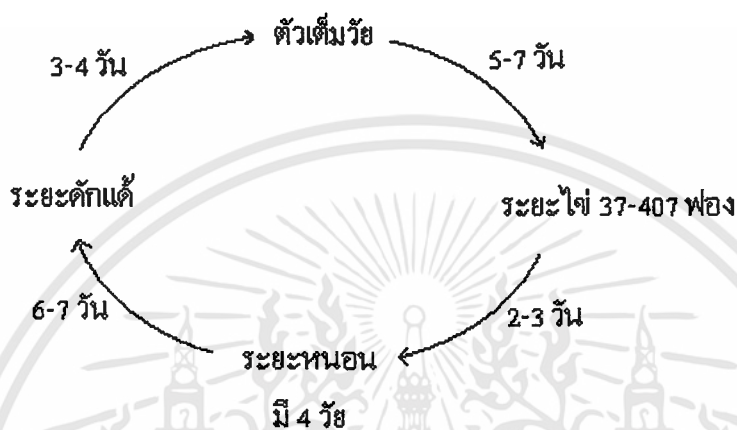 ตัวเต็มวัย
3-4 วัน
5-7 วัน
ระยะดักแด้
ระยะไข่ 37-407 ฟอง
6-7 วัน
2-3 วัน
ระยะหนอน
มี 4 วัย